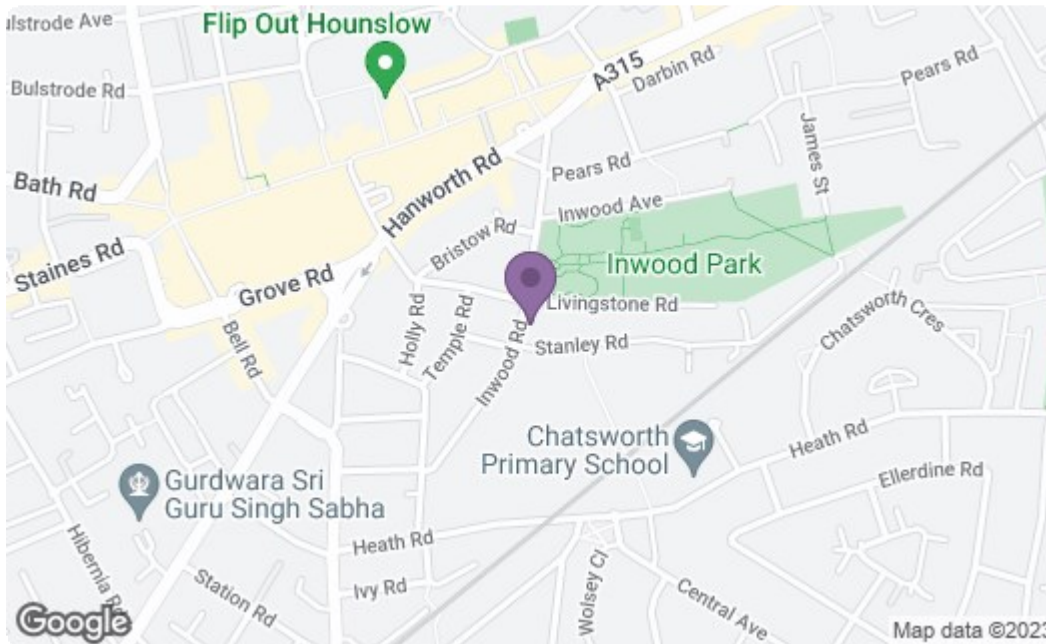 ulstrode Ave
Flip Out Hounslow
A315
Darbin Rd
Pears Rd
Bulstrode Rd
James St
Hanworth Rd
Pears Rd
Bath Rd
Inwood Ave
Bristow Rd
Staines Rd
Inwood Park
Grove Rd
Livingstone Rd
Chatsworth Cres
Holly Rd
Temple Rd
Bell Rd
Inwood Rd
Stanley Rd
Chatsworth
Primary School
Heath Rd
Ellerdine Rd
Gurdwara Sri
Guru Singh Sabha
Heath Rd
Hibernia Rd
Ivy Rd
Station Rd
Wolsey Cl
Central Ave
Google
Map data ©2023